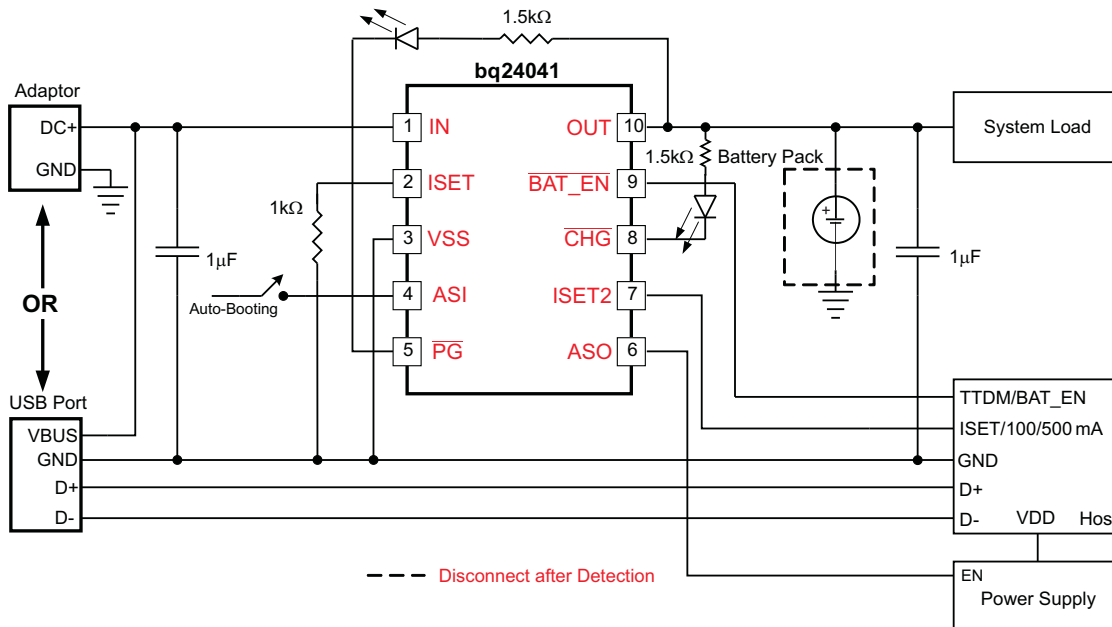 1.5kΩ
bq24041
Adaptor
DC+
GND
1 IN
OUT 10
System Load
1.5kΩ
Battery Pack
2 ISET
BAT_EN 9
1kΩ
+
3 VSS
CHG 8
1μF
1μF
OR
Auto-Booting
4 ASI
ISET2 7
5 PG
ASO 6
USB Port
TTDM/BAT_EN
VBUS
ISET/100/500 mA
GND
GND
D+
D+
D-
D-
VDD
Hos
Disconnect after Detection
EN
Power Supply